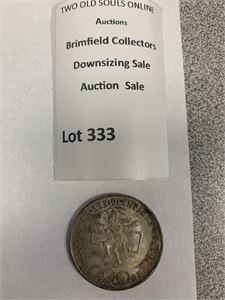 TWO OLD SOULS ONLINE
Auctions
Brimfield Collectors
Downsizing Sale
Auction Sale
Lot 333